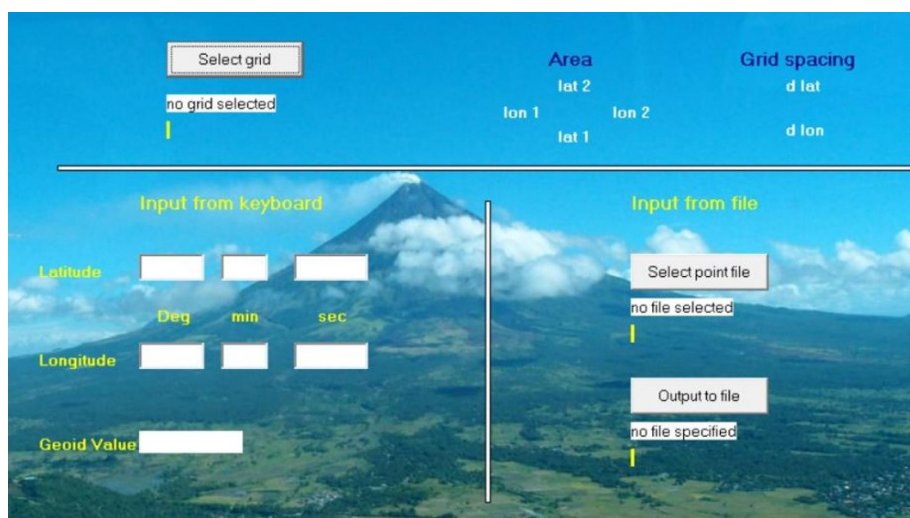 Select grid
no grid selected
Area
lat 2
lon 1 lon 2
lat 1
Grid spacing
d lat
d lon
Input from keyboard
Latitude
Deg min sec
Longitude
Geoid Value
Input from file
Select point file
no file selected
Output to file
no file specified